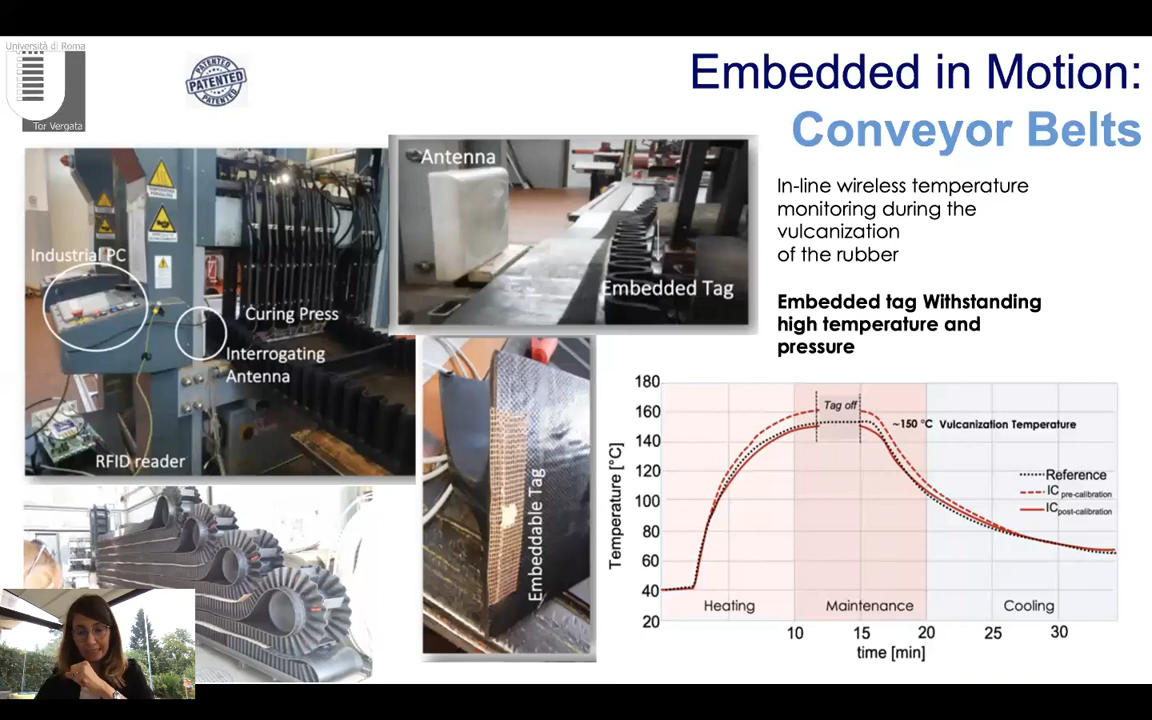 Università di Roma
Tor Vergata
PATENTED
PATENTED
PATENTED
Embedded in Motion:
Conveyor Belts
In-line wireless temperature
monitoring during the
vulcanization
of the rubber
Embedded tag Withstanding
high temperature and
pressure
Industrial PC
Curing Press
Interrogating
Antenna
RFID reader
Antenna
Embedded Tag
Embeddable Tag
Temperature [°C]
180
160
140
120
100
80
60
40
20
Tag off
~150 °C Vulcanization Temperature
Reference
IC pre-calibration
IC post-calibration
Heating
Maintenance
Cooling
10
15
20
25
30
time [min]